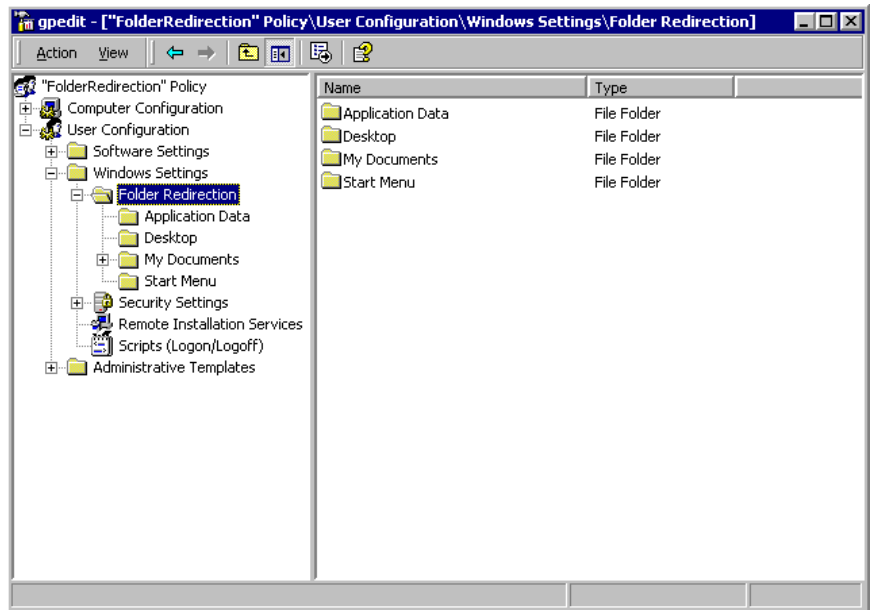 gpedit - ["FolderRedirection" Policy\User Configuration\Windows Settings\Folder Redirection]
Action View
"FolderRedirection" Policy
Computer Configuration
User Configuration
Software Settings
Windows Settings
Folder Redirection
Application Data
Desktop
My Documents
Start Menu
Security Settings
Remote Installation Services
Scripts (Logon/Logoff)
Administrative Templates
Name Type
Application Data File Folder
Desktop File Folder
My Documents File Folder
Start Menu File Folder